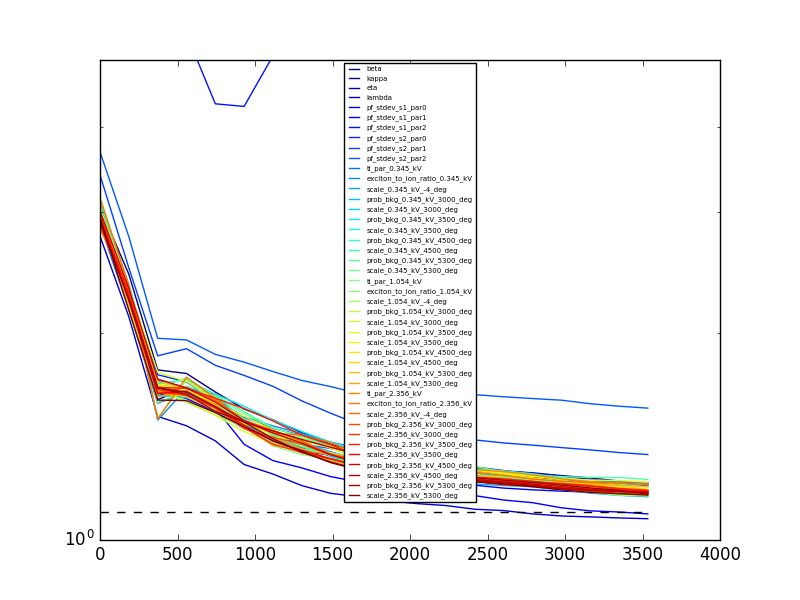 beta
kappa
eta
lambda
pf_stdev_s1_par0
pf_stdev_s1_par1
pf_stdev_s1_par2
pf_stdev_s2_par0
pf_stdev_s2_par1
pf_stdev_s2_par2
ti_par_0.345_kV
exciton_to_ion_ratio_0.345_kV
scale_0.345_kV_-4_deg
prob_bkg_0.345_kV_3000_deg
scale_0.345_kV_3000_deg
prob_bkg_0.345_kV_3500_deg
scale_0.345_kV_3500_deg
prob_bkg_0.345_kV_4500_deg
scale_0.345_kV_4500_deg
prob_bkg_0.345_kV_5300_deg
scale_0.345_kV_5300_deg
ti_par_1.054_kV
exciton_to_ion_ratio_1.054_kV
scale_1.054_kV_-4_deg
prob_bkg_1.054_kV_3000_deg
scale_1.054_kV_3000_deg
prob_bkg_1.054_kV_3500_deg
scale_1.054_kV_3500_deg
prob_bkg_1.054_kV_4500_deg
scale_1.054_kV_4500_deg
prob_bkg_1.054_kV_5300_deg
scale_1.054_kV_5300_deg
ti_par_2.356_kV
exciton_to_ion_ratio_2.356_kV
scale_2.356_kV_-4_deg
prob_bkg_2.356_kV_3000_deg
scale_2.356_kV_3000_deg
prob_bkg_2.356_kV_3500_deg
scale_2.356_kV_3500_deg
prob_bkg_2.356_kV_4500_deg
scale_2.356_kV_4500_deg
prob_bkg_2.356_kV_5300_deg
scale_2.356_kV_5300_deg
10^0
0 500 1000 1500 2000 2500 3000 3500 4000